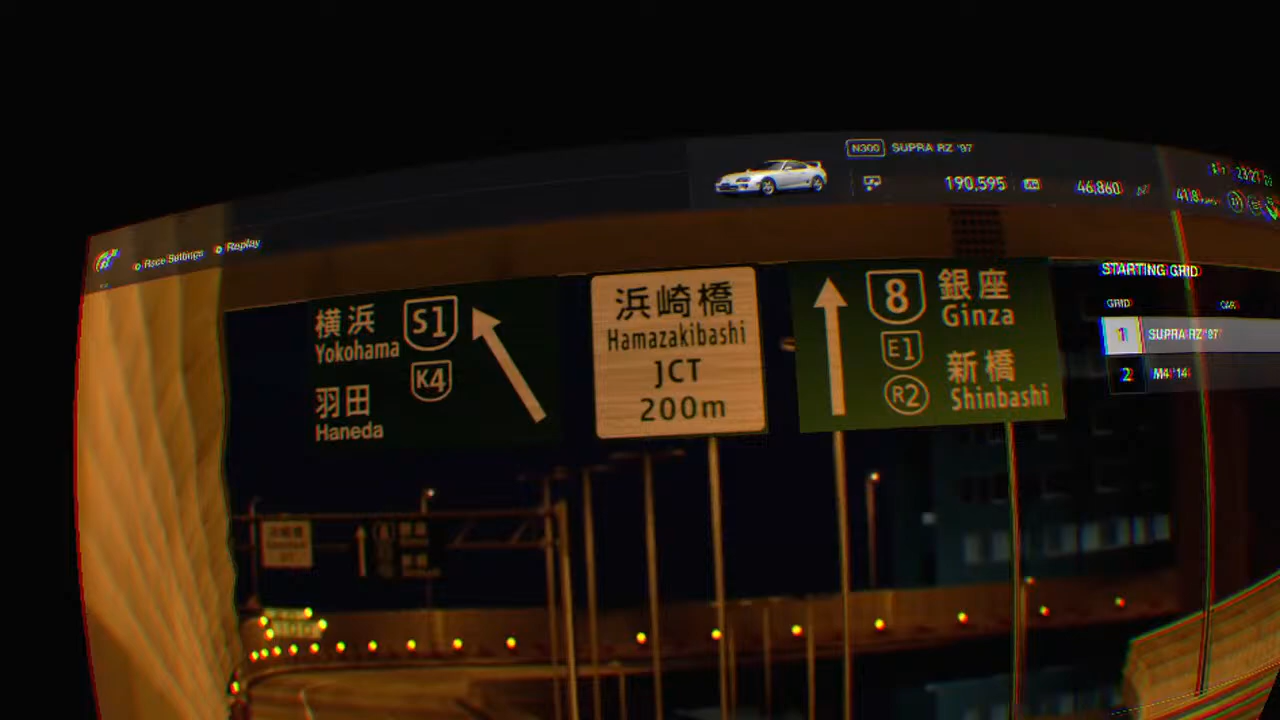 N300 SUPRA RZ '97
190,595
46,860
Race Settings
Replay
STARTING GRID
GRID
CAR
1 SUPRA RZ '97
2 M4 '14
横浜
Yokohama
S1
K4
羽田
Haneda
浜崎橋
Hamazakibashi
JCT
200m
8
銀座
Ginza
E1
R2
新橋
Shinbashi